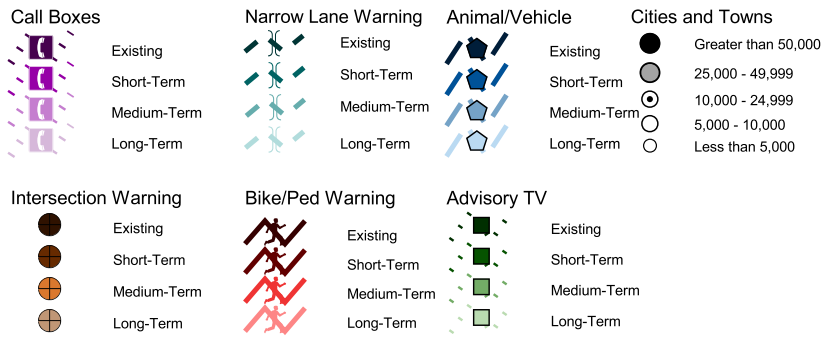 Call Boxes
Existing
Short-Term
Medium-Term
Long-Term
Narrow Lane Warning
Existing
Short-Term
Medium-Term
Long-Term
Animal/Vehicle
Existing
Short-Term
Medium-Term
Long-Term
Cities and Towns
Greater than 50,000
25,000 - 49,999
10,000 - 24,999
5,000 - 10,000
Less than 5,000
Intersection Warning
Existing
Short-Term
Medium-Term
Long-Term
Bike/Ped Warning
Existing
Short-Term
Medium-Term
Long-Term
Advisory TV
Existing
Short-Term
Medium-Term
Long-Term